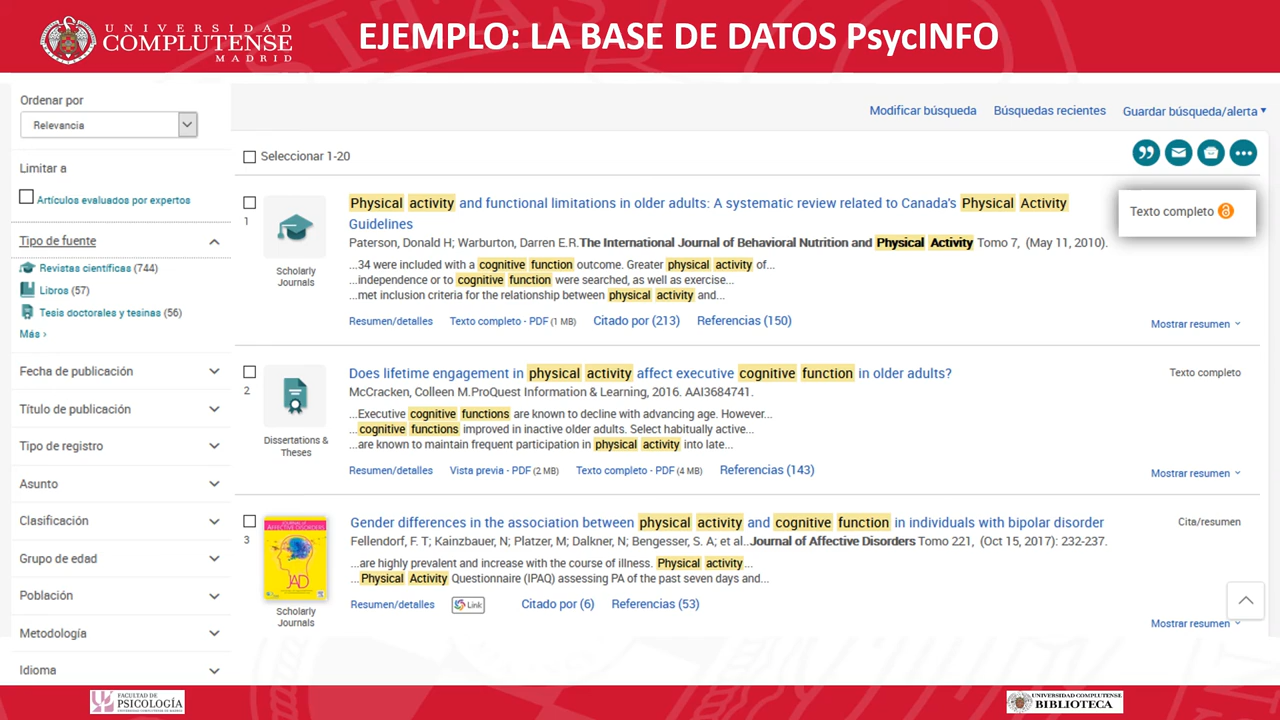 UNIVERSIDAD
COMPLUTENSE
MADRID
EJEMPLO: LA BASE DE DATOS PsycINFO
Ordenar por
Relevancia
Limitar a
Artículos evaluados por expertos
Tipo de fuente
Revistas científicas (744)
Libros (57)
Tesis doctorales y tesinas (56)
Más ›
Fecha de publicación
Título de publicación
Tipo de registro
Asunto
Clasificación
Grupo de edad
Población
Metodología
Idioma
Modificar búsqueda
Búsquedas recientes
Guardar búsqueda/alerta
Seleccionar 1-20
1
Scholarly
Journals
Physical activity and functional limitations in older adults: A systematic review related to Canada's Physical Activity
Guidelines
Paterson, Donald H; Warburton, Darren E.R.The International Journal of Behavioral Nutrition and Physical Activity Tomo 7, (May 11, 2010).
...34 were included with a cognitive function outcome. Greater physical activity of...
...independence or to cognitive function were searched, as well as exercise...
...met inclusion criteria for the relationship between physical activity and...
Resumen/detalles Texto completo - PDF (1 MB) Citado por (213) Referencias (150)
Texto completo
Mostrar resumen
2
Dissertations &
Theses
Does lifetime engagement in physical activity affect executive cognitive function in older adults?
McCracken, Colleen M.ProQuest Information & Learning, 2016. AAI3684741.
...Executive cognitive functions are known to decline with advancing age. However...
...cognitive functions improved in inactive older adults. Select habitually active...
...are known to maintain frequent participation in physical activity into late...
Resumen/detalles Vista previa - PDF (2 MB) Texto completo - PDF (4 MB) Referencias (143)
Texto completo
Mostrar resumen
3
JAD
Scholarly
Journals
Gender differences in the association between physical activity and cognitive function in individuals with bipolar disorder
Fellendorf, F. T; Kainzbauer, N; Platzer, M; Dalkner, N; Bengesser, S. A; et al..Journal of Affective Disorders Tomo 221, (Oct 15, 2017): 232-237.
...are highly prevalent and increase with the course of illness. Physical activity...
...Physical Activity Questionnaire (IPAQ) assessing PA of the past seven days and...
Resumen/detalles Link Citado por (6) Referencias (53)
Cita/resumen
Mostrar resumen
FACULTAD DE
PSICOLOGÍA
UNIVERSIDAD COMPLUTENSE
BIBLIOTECA